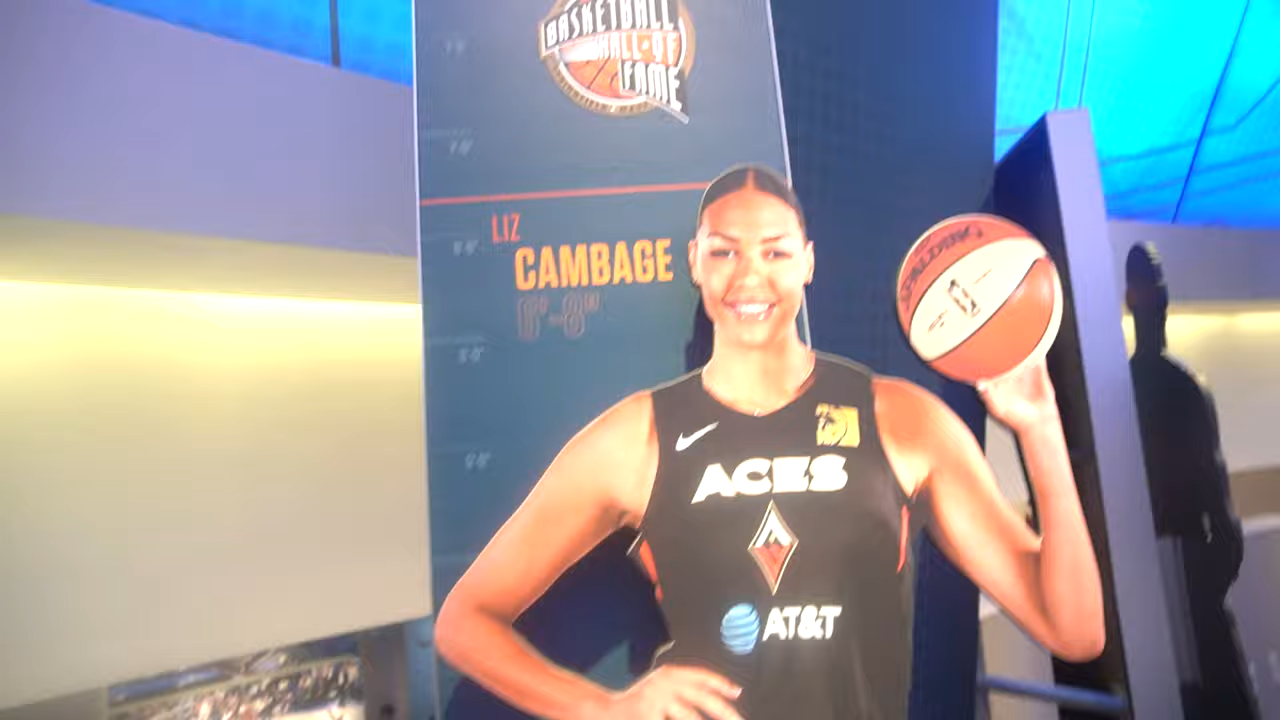 BASKETBALL
HALL OF
FAME
LIZ
CAMBAGE
6'-8"
SPALDING
ACES
AT&T